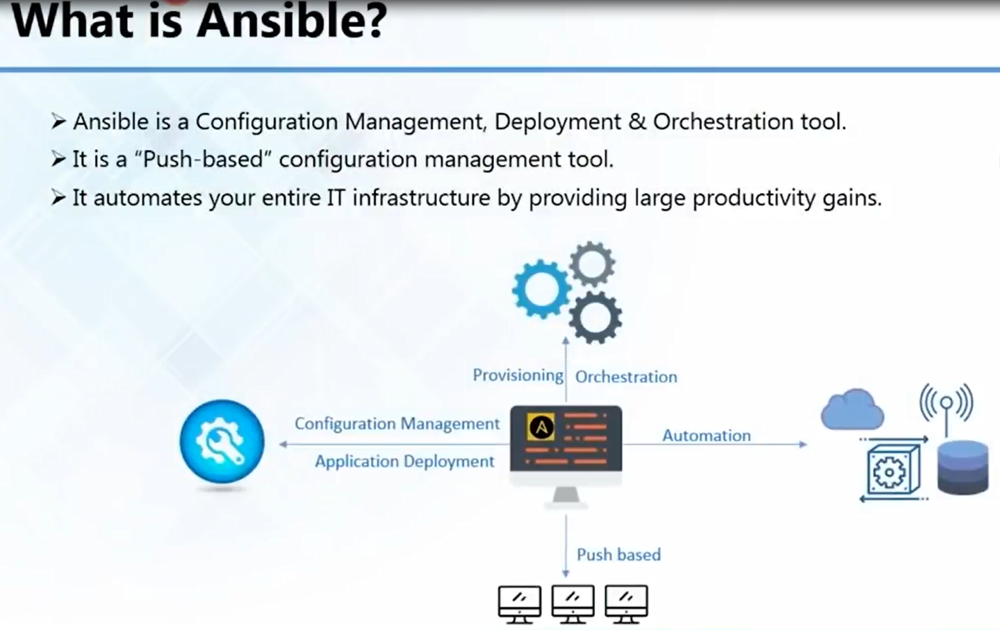 What is Ansible?
➤ Ansible is a Configuration Management, Deployment & Orchestration tool.
➤ It is a “Push-based” configuration management tool.
➤ It automates your entire IT infrastructure by providing large productivity gains.
Provisioning Orchestration
Configuration Management
Application Deployment
A
Automation
Push based